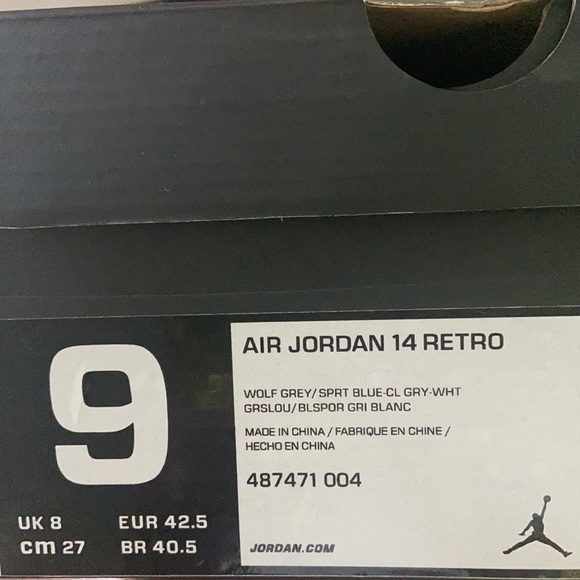 9
UK 8 EUR 42.5
cm 27 BR 40.5
AIR JORDAN 14 RETRO
WOLF GREY/SPRT BLUE-CL GRY-WHT
GRSLOU/BLSPOR GRI BLANC
MADE IN CHINA / FABRIQUE EN CHINE /
HECHO EN CHINA
487471 004
JORDAN.COM